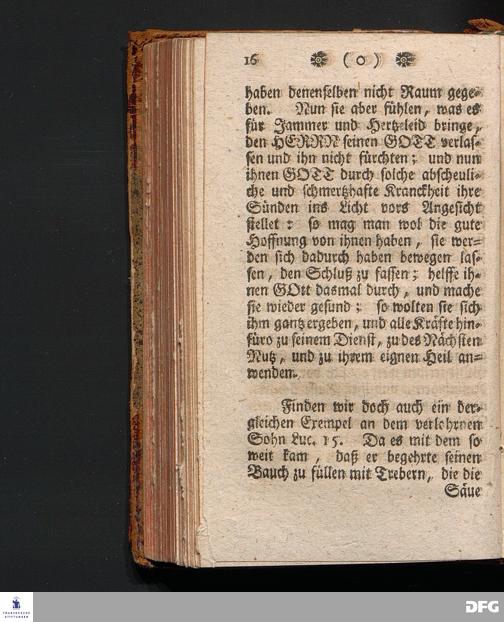 16 ❁ ( o ) ❁
haben denenselben nicht Raum gege-
ben. Nun sie aber fühlen, was es
für Jammer und Hertzeleid bringe,
den HERRN seinen GOTT verlas-
sen und ihn nicht fürchten; und nun
ihnen GOTT durch solche abscheuli-
che und schmertzhafte Kranckheit ihre
Sünden ins Licht vors Angesicht
stellet: so mag man wol die gute
Hoffnung von ihnen haben, sie wer-
den sich dadurch haben bewegen las-
sen, den Schluß zu fassen; helffe ih-
nen GOtt dasmal durch, und mache
sie wieder gesund; so wolten sie sich
ihm gantz ergeben, und alle Kräfte hin-
füro zu seinem Dienst, zu des Nächsten
Nutz, und zu ihrem eignen Heil an-
wenden.
Finden wir doch auch ein der-
gleichen Exempel an dem verlohrnen
Sohn Luc. 15. Da es mit dem so
weit kam, daß er begehrte seinen
Bauch zu füllen mit Trebern, die die
Säue
FRANCKESCHE
STIFTUNGEN
DFG